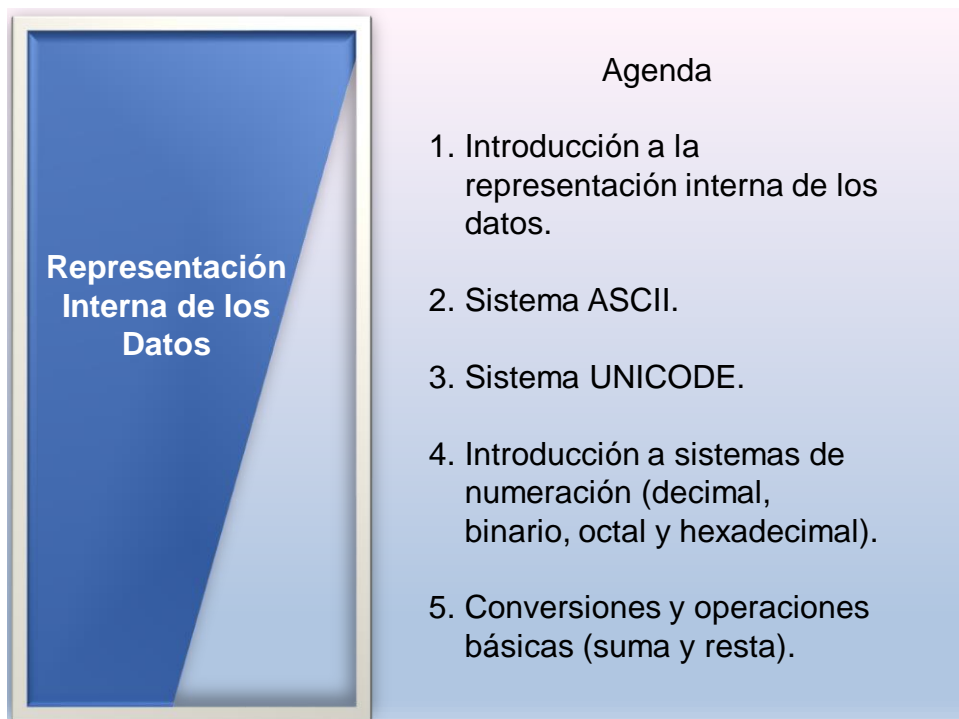 Representación
Interna de los
Datos
Agenda
1. Introducción a la
representación interna de los
datos.
2. Sistema ASCII.
3. Sistema UNICODE.
4. Introducción a sistemas de
numeración (decimal,
binario, octal y hexadecimal).
5. Conversiones y operaciones
básicas (suma y resta).